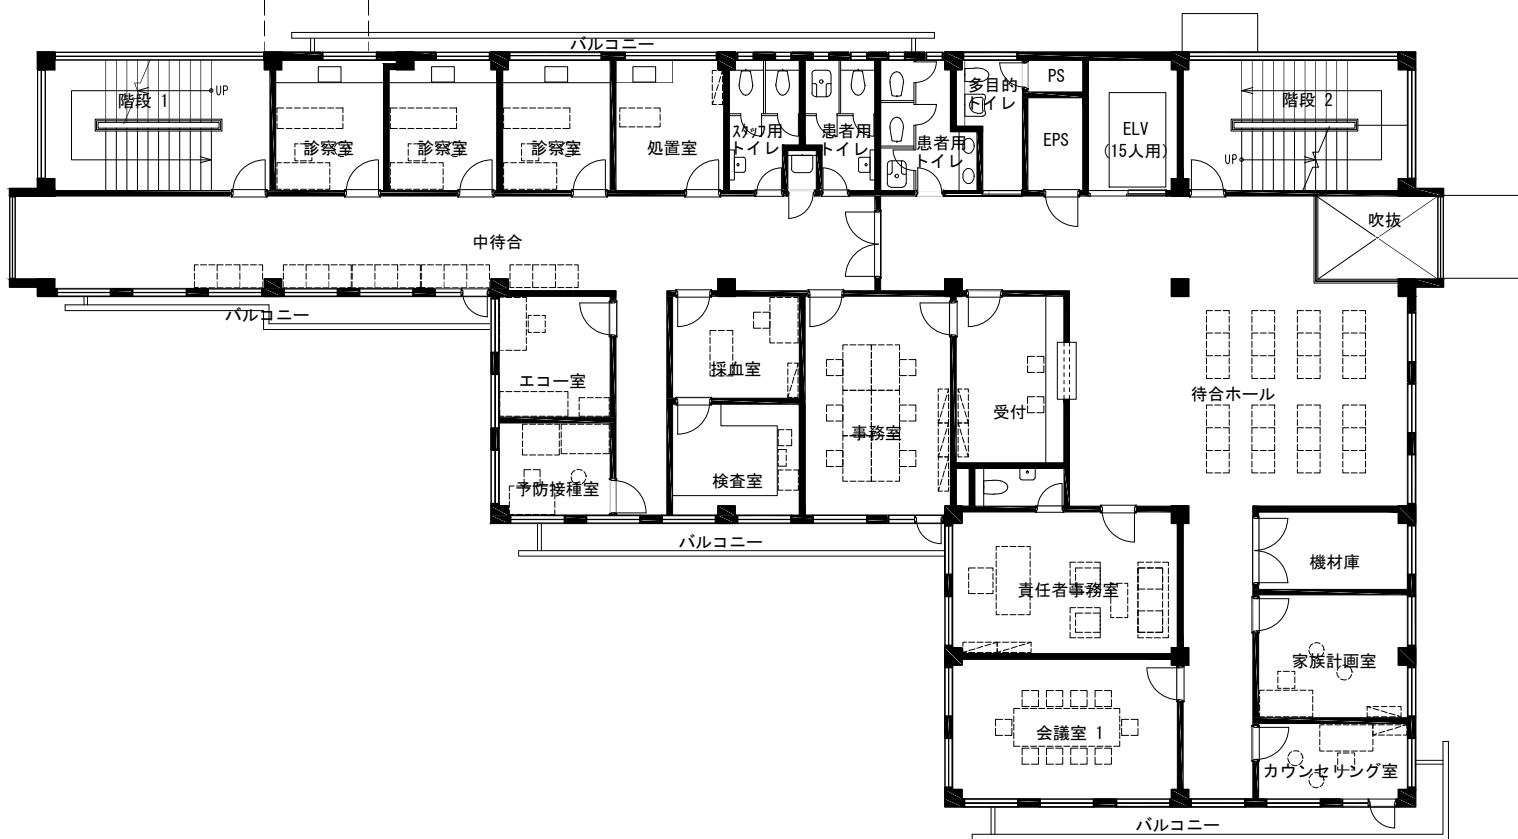 バルコニー
階段 1
UP
診察室
診察室
診察室
処置室
スタッフ用
トイレ
患者用
トイレ
患者用
トイレ
多目的
トイレ
PS
EPS
ELV
(15人用)
階段 2
UP
中待合
吹抜
バルコニー
エコー室
採血室
事務室
受付
待合ホール
予防接種室
検査室
バルコニー
責任者事務室
機材庫
家族計画室
会議室 1
カウンセリング室
バルコニー